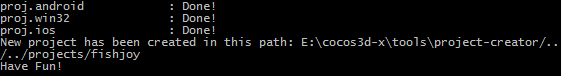 proj.android : Done!
proj.win32 : Done!
proj.ios : Done!
New project has been created in this path: E:\cocos3d-x\tools\project-creator/..
/../projects/fishjoy
Have Fun!